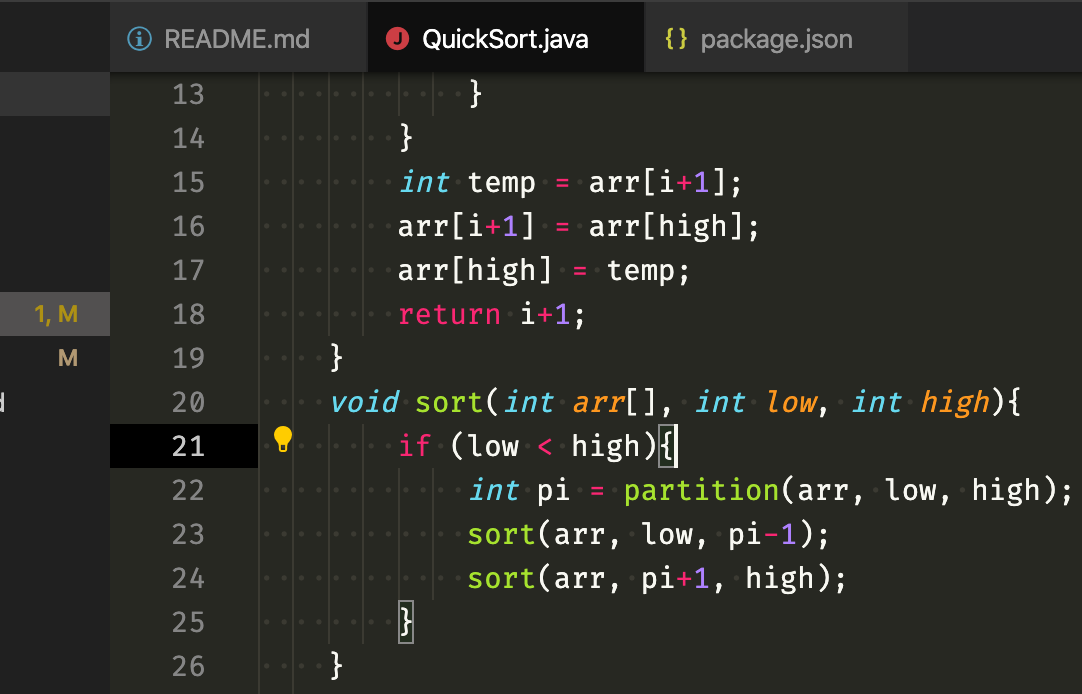 README.md QuickSort.java {} package.json
13 }
14 }
15 int temp = arr[i+1];
16 arr[i+1] = arr[high];
17 arr[high] = temp;
1, M 18 return i+1;
M 19 }
d 20 void sort(int arr[], int low, int high){
21 if (low < high){
22 int pi = partition(arr, low, high);
23 sort(arr, low, pi-1);
24 sort(arr, pi+1, high);
25 }
26 }